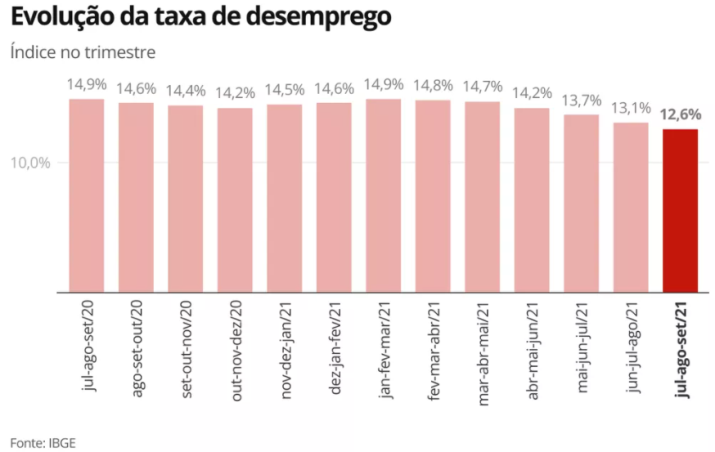 Evolução da taxa de desemprego
Índice no trimestre
14,9%
14,6%
14,4%
14,2%
14,5%
14,6%
14,9%
14,8%
14,7%
14,2%
13,7%
13,1%
12,6%
10,0%
jul-ago-set/20
ago-set-out/20
set-out-nov/20
out-nov-dez/20
nov-dez-jan/21
dez-jan-fev/21
jan-fev-mar/21
fev-mar-abr/21
mar-abr-mai/21
abr-mai-jun/21
mai-jun-jul/21
jun-jul-ago/21
jul-ago-set/21
Fonte: IBGE